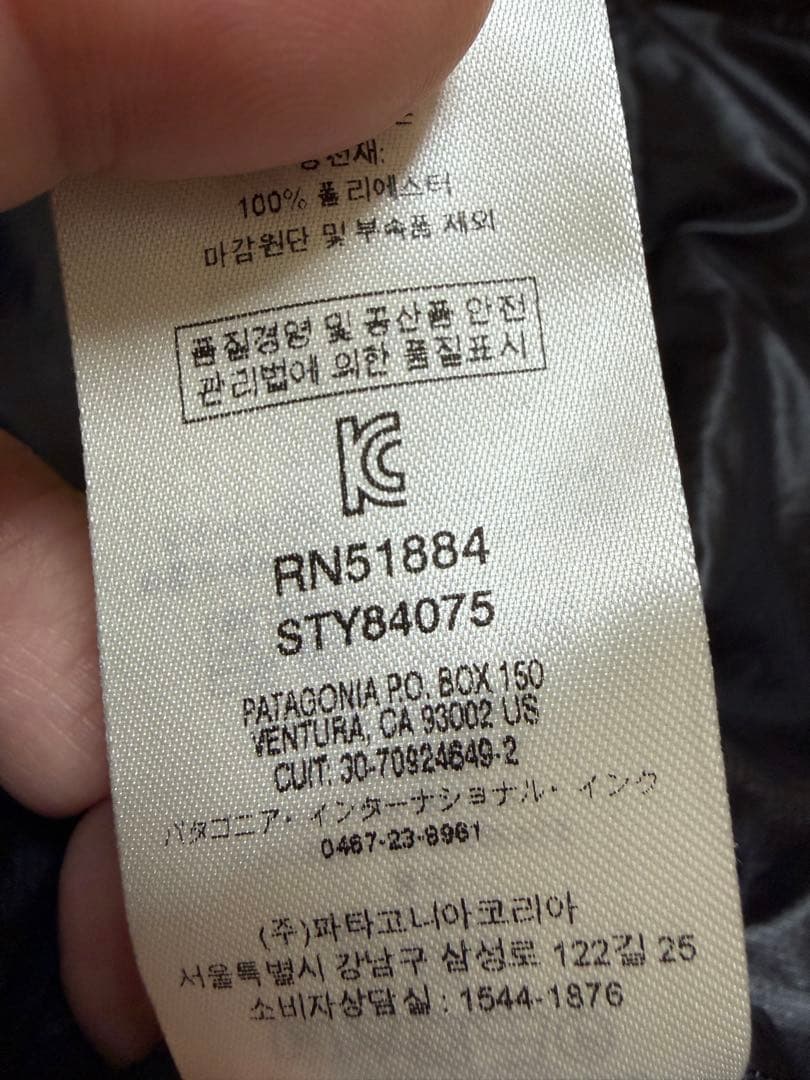 충전재:
100% 폴리에스터
마감원단 및 부속품 제외
품질경영 및 공산품 안전
관리법에 의한 품질표시
RN51884
STY84075
PATAGONIA P.O. BOX 150
VENTURA, CA 93002 US
CUIT: 30-70924649-2
パタゴニア・インターナショナル・インク
0467-23-8961
(주)파타고니아코리아
서울특별시 강남구 삼성로 122길 25
소비자상담실 : 1544-1876